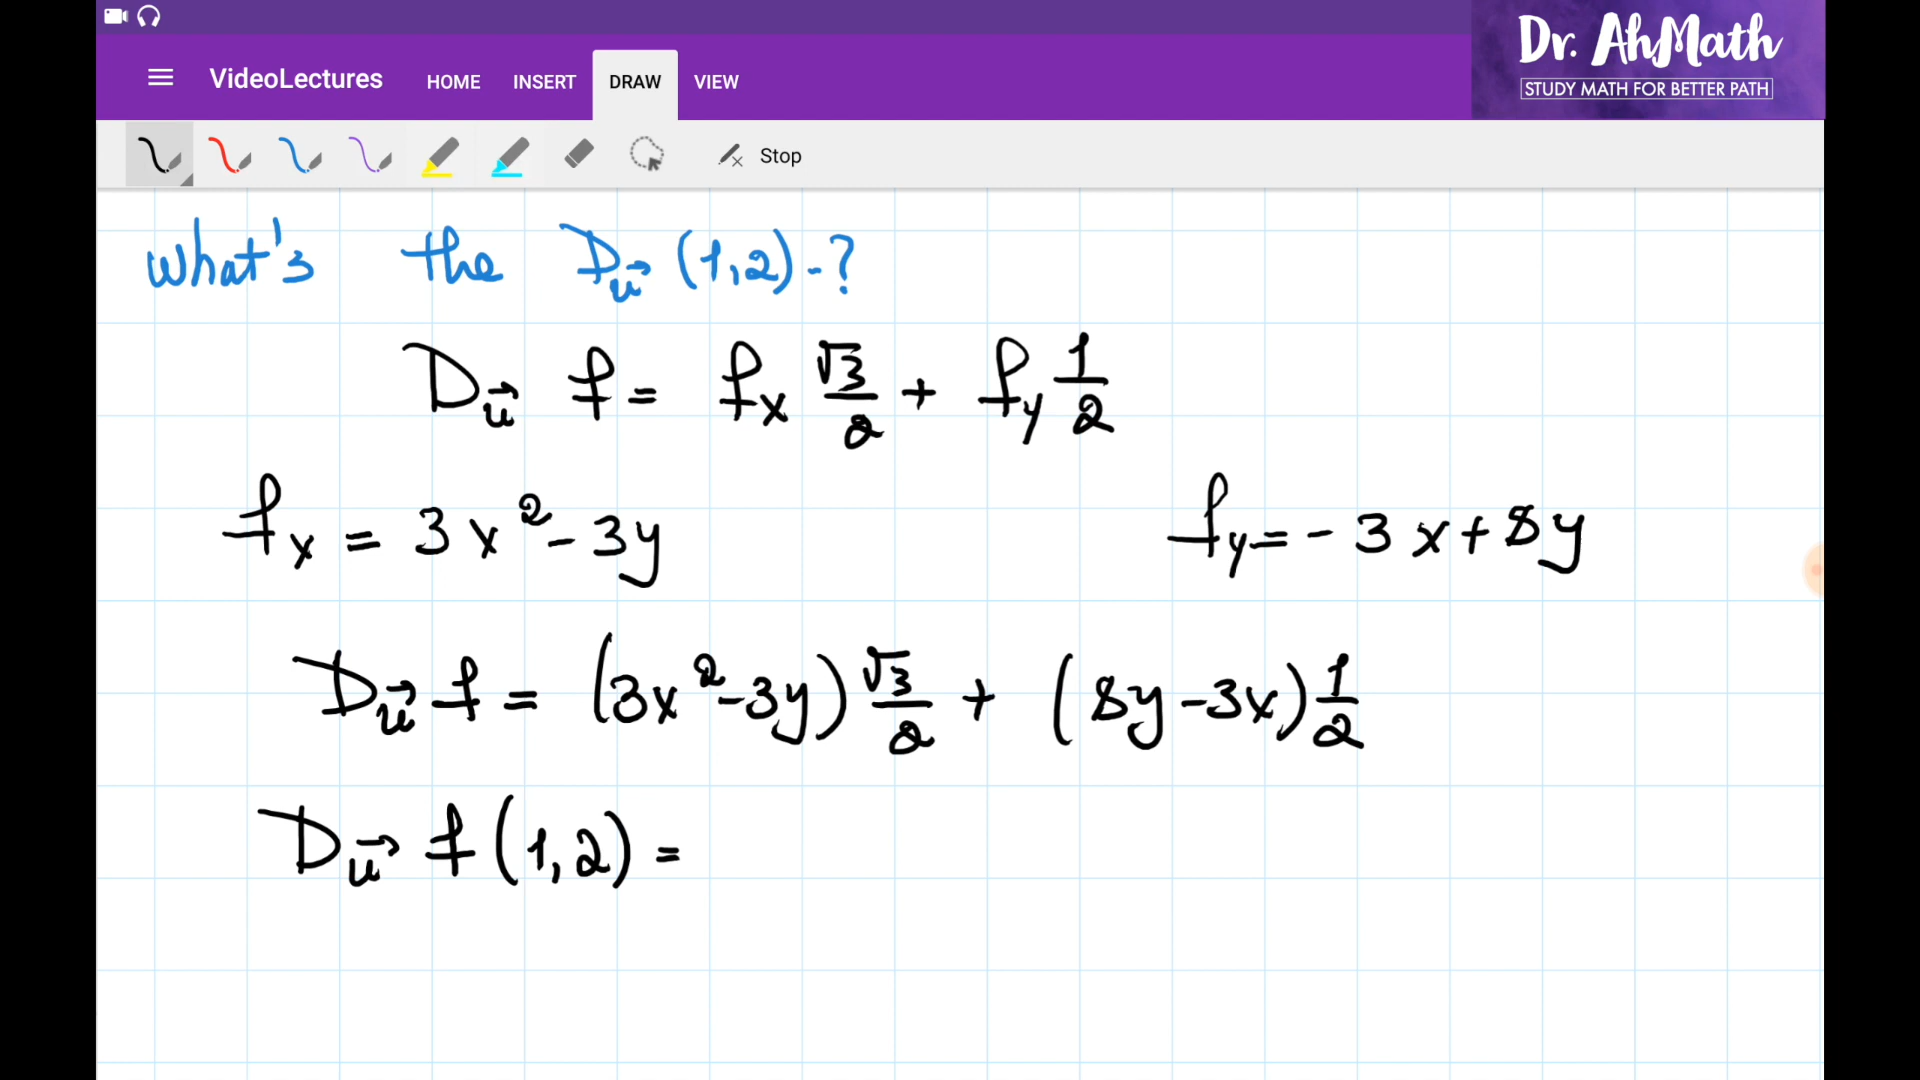 VideoLectures HOME INSERT DRAW VIEW
Dr. AhMath
STUDY MATH FOR BETTER PATH
Stop
What's the D_u⃗ (1,2) -?
D_u⃗ f = f_x √3/2 + f_y 1/2
f_x = 3x² - 3y f_y = - 3x + 8y
D_u⃗ f = (3x² - 3y) √3/2 + (8y - 3x) 1/2
D_u⃗ f (1,2) =